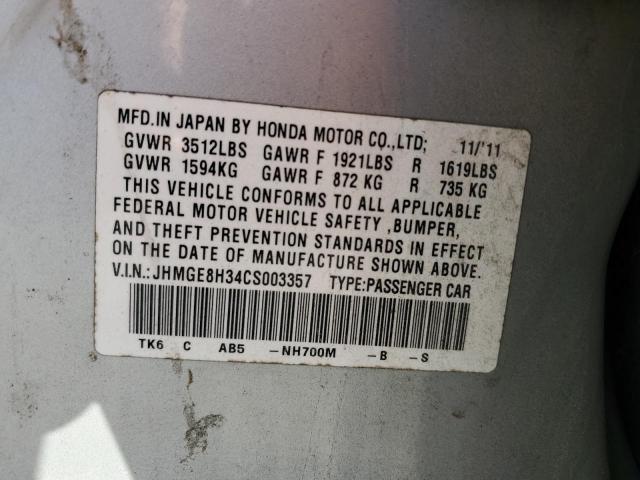 MFD.IN JAPAN BY HONDA MOTOR CO.,LTD; 11/'11
GVWR 3512LBS GAWR F 1921LBS R 1619LBS
GVWR 1594KG GAWR F 872 KG R 735 KG
THIS VEHICLE CONFORMS TO ALL APPLICABLE
FEDERAL MOTOR VEHICLE SAFETY ,BUMPER,
AND THEFT PREVENTION STANDARDS IN EFFECT
ON THE DATE OF MANUFACTURE SHOWN ABOVE.
V.I.N.:JHMGE8H34CS003357 TYPE:PASSENGER CAR
TK6 C AB5 -NH700M -B -S